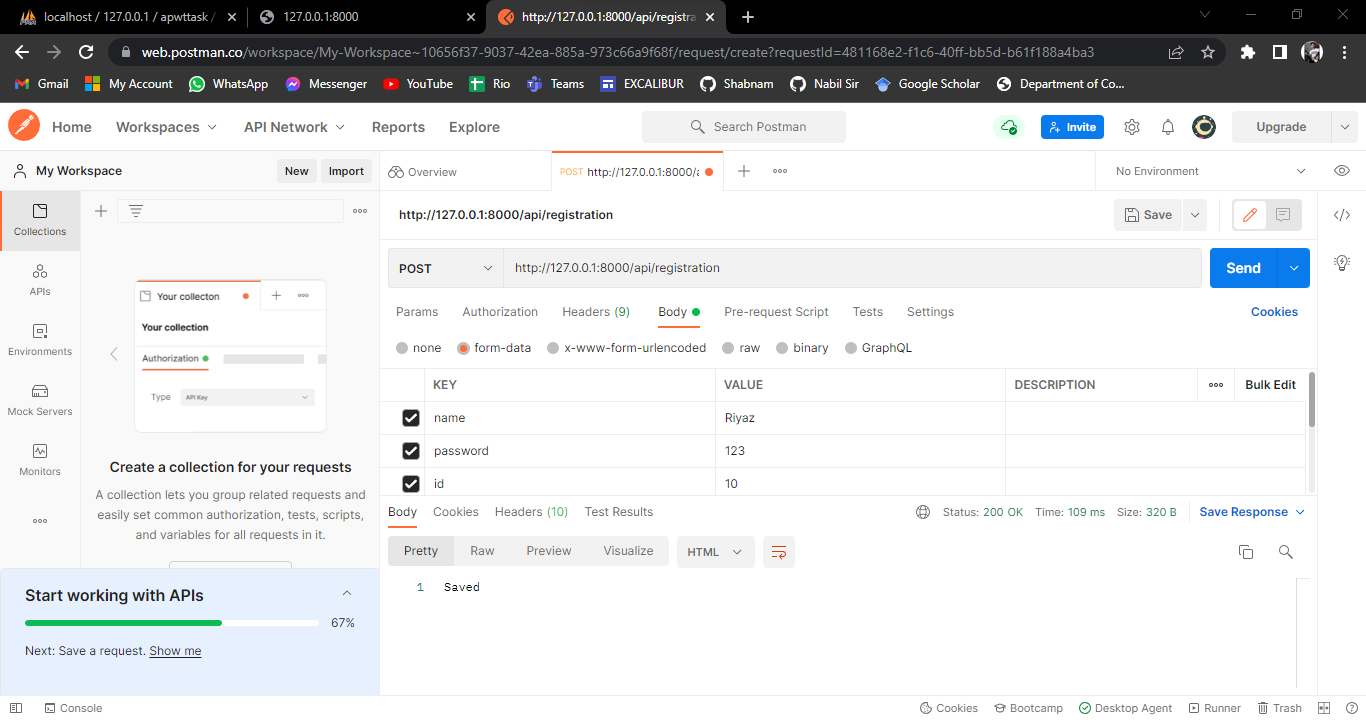 localhost / 127.0.0.1 / apwttask /
127.0.0.1:8000
http://127.0.0.1:8000/api/registra
web.postman.co/workspace/My-Workspace~10656f37-9037-42ea-885a-973c66a9f68f/request/create?requestId=481168e2-f1c6-40ff-bb5d-b61f188a4ba3
Gmail My Account WhatsApp Messenger YouTube Rio Teams EXCALIBUR Shabnam Nabil Sir Google Scholar Department of Co...
Home Workspaces API Network Reports Explore Search Postman Invite Upgrade
My Workspace New Import Overview POST http://127.0.0.1:8000/a No Environment
Collections
APIs
Environments
Mock Servers
Monitors
Your collecton
Your collection
Authorization
Type API Key
Create a collection for your requests
A collection lets you group related requests and
easily set common authorization, tests, scripts,
and variables for all requests in it.
Start working with APIs
67%
Next: Save a request. Show me
http://127.0.0.1:8000/api/registration Save
POST http://127.0.0.1:8000/api/registration Send
Params Authorization Headers (9) Body Pre-request Script Tests Settings Cookies
none form-data x-www-form-urlencoded raw binary GraphQL
KEY VALUE DESCRIPTION Bulk Edit
name Riyaz
password 123
id 10
Body Cookies Headers (10) Test Results Status: 200 OK Time: 109 ms Size: 320 B Save Response
Pretty Raw Preview Visualize HTML
1 Saved
Console Cookies Bootcamp Desktop Agent Runner Trash